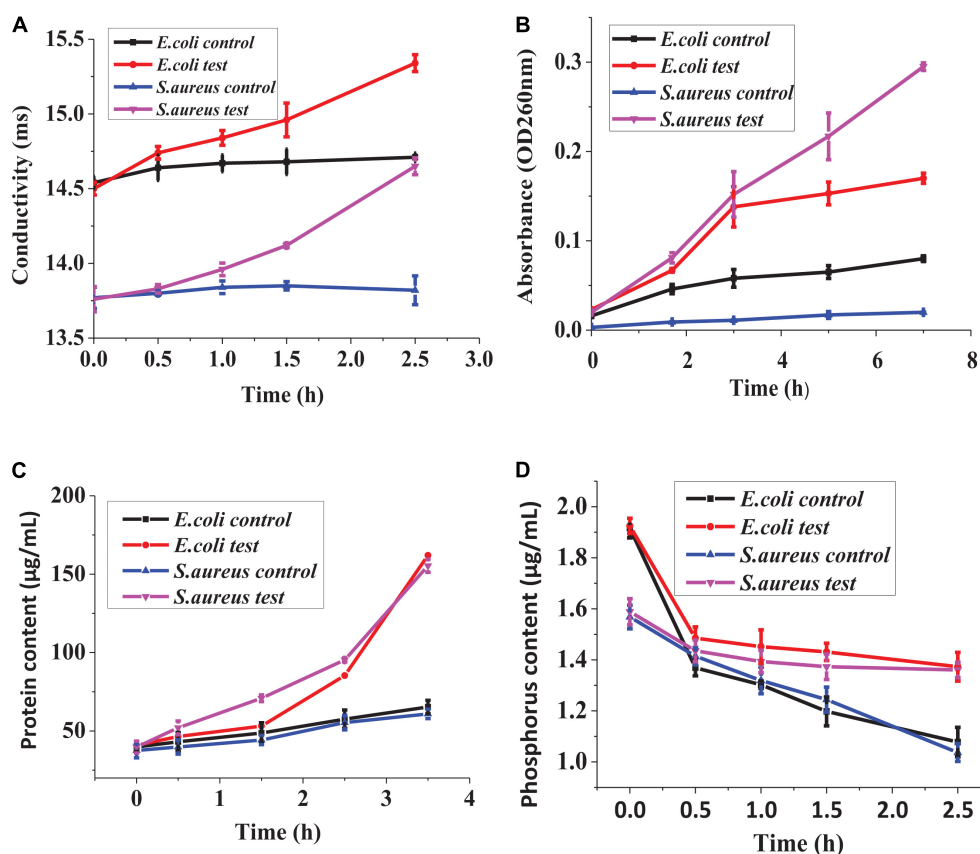 A
E.coli control
E.coli test
S.aureus control
S.aureus test
Conductivity (ms)
15.5
15.0
14.5
14.0
13.5
0.0 0.5 1.0 1.5 2.0 2.5 3.0
Time (h)
B
E.coli control
E.coli test
S.aureus control
S.aureus test
Absorbance (OD260nm)
0.3
0.2
0.1
0.0
0 2 4 6 8
Time (h)
C
E.coli control
E.coli test
S.aureus control
S.aureus test
Protein content (μg/mL)
200
150
100
50
0 1 2 3 4
Time (h)
D
E.coli control
E.coli test
S.aureus control
S.aureus test
Phosphorus content (μg/mL)
2.0
1.8
1.6
1.4
1.2
1.0
0.0 0.5 1.0 1.5 2.0 2.5
Time (h)